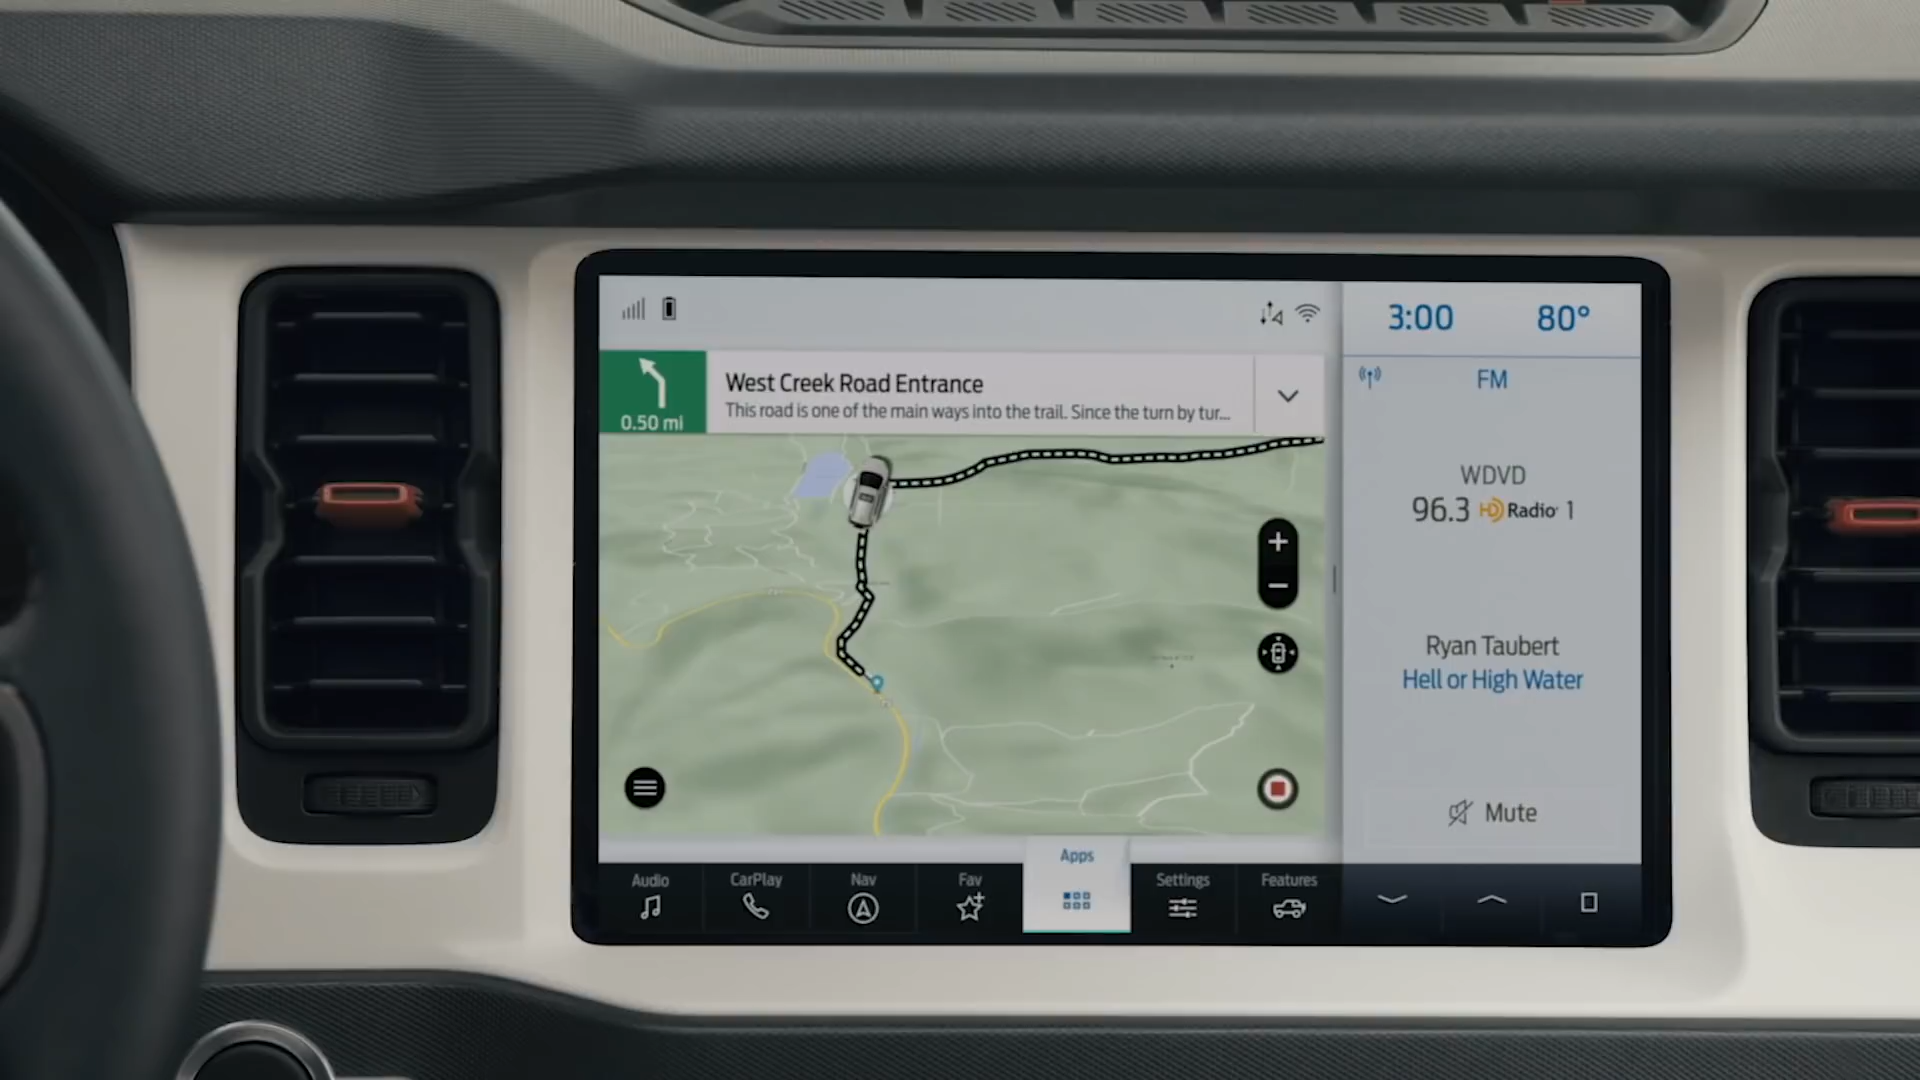 3:00 80°
0.50 mi
West Creek Road Entrance
This road is one of the main ways into the trail. Since the turn by tur...
FM
WDVD
96.3 HD Radio 1
Ryan Taubert
Hell or High Water
Mute
Audio
CarPlay
Nav
Fav
Apps
Settings
Features